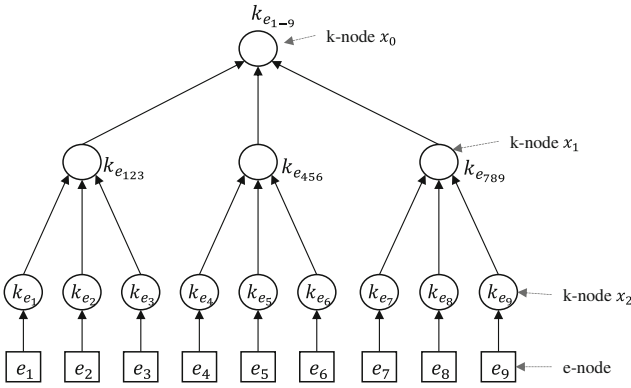 k_{e_{1-9}}
k-node x_0
k-node x_1
k_{e_{123}} k_{e_{456}} k_{e_{789}}
k_{e_1} k_{e_2} k_{e_3} k_{e_4} k_{e_5} k_{e_6} k_{e_7} k_{e_8} k_{e_9} k-node x_2
e_1 e_2 e_3 e_4 e_5 e_6 e_7 e_8 e_9 e-node